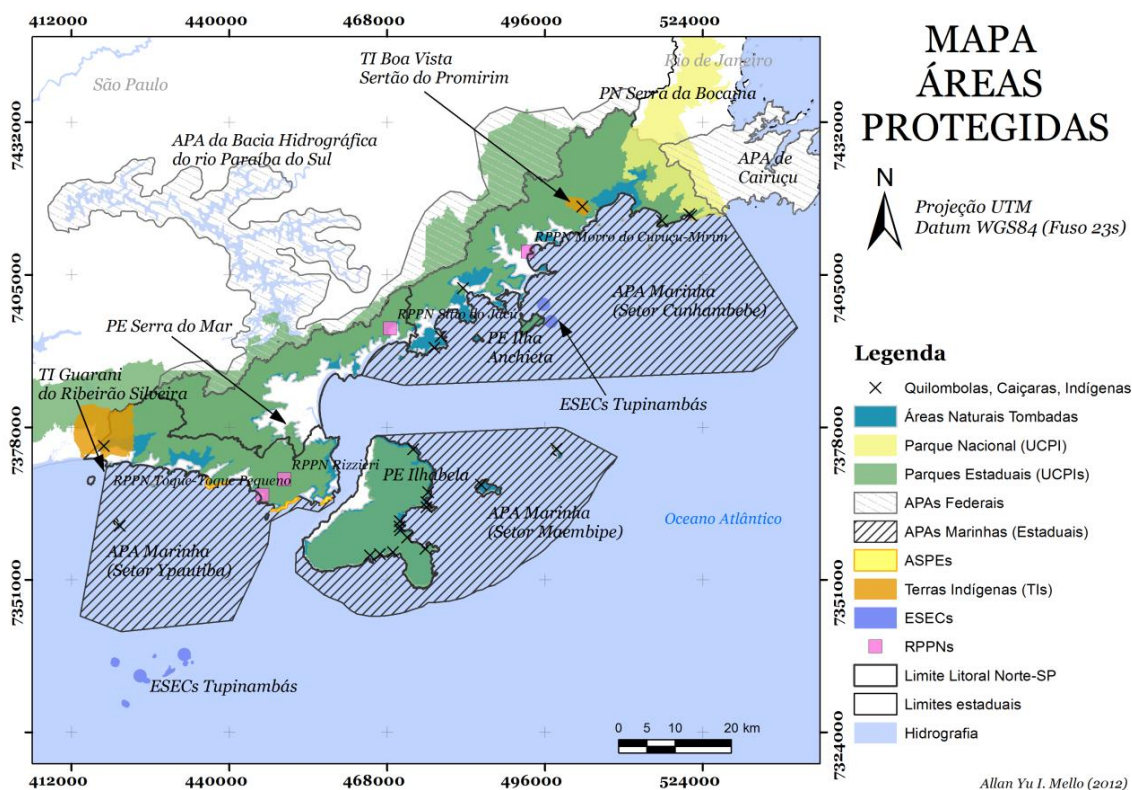 412000
440000
468000
496000
524000
MAPA
ÁREAS
PROTEGIDAS
N
Projeção UTM
Datum WGS84 (Fuso 23s)
TI Boa Vista
Sertão do Promirim
Rio de Janeiro
São Paulo
PN Serra da Bocaina
7432000
7432000
APA da Bacia Hidrográfica
do rio Paraíba do Sul
APA de
Cairuçu
RPPN Morro do Curuçu-Mirim
7405000
7405000
APA Marinha
(Setor Cunhambebe)
RPPN Sítio do Jacú
PE Serra do Mar
PE Ilha
Anchieta
TI Guarani
do Ribeirão Silveira
ESECs Tupinambás
7378000
7378000
RPPN Rizzieri
RPPN Toque-Toque Pequeno
PE Ilhabela
APA Marinha
(Setor Maembipe)
Oceano Atlântico
APA Marinha
(Setor Ypautiba)
7351000
7351000
ESECs Tupinambás
7324000
7324000
0 5 10 20 km
412000
440000
468000
496000
524000
Legenda
Quilombolas, Caiçaras, Indígenas
Áreas Naturais Tombadas
Parque Nacional (UCPI)
Parques Estaduais (UCPIs)
APAs Federais
APAs Marinhas (Estaduais)
ASPEs
Terras Indígenas (TIs)
ESECs
RPPNs
Limite Litoral Norte-SP
Limites estaduais
Hidrografia
Allan Yu I. Mello (2012)